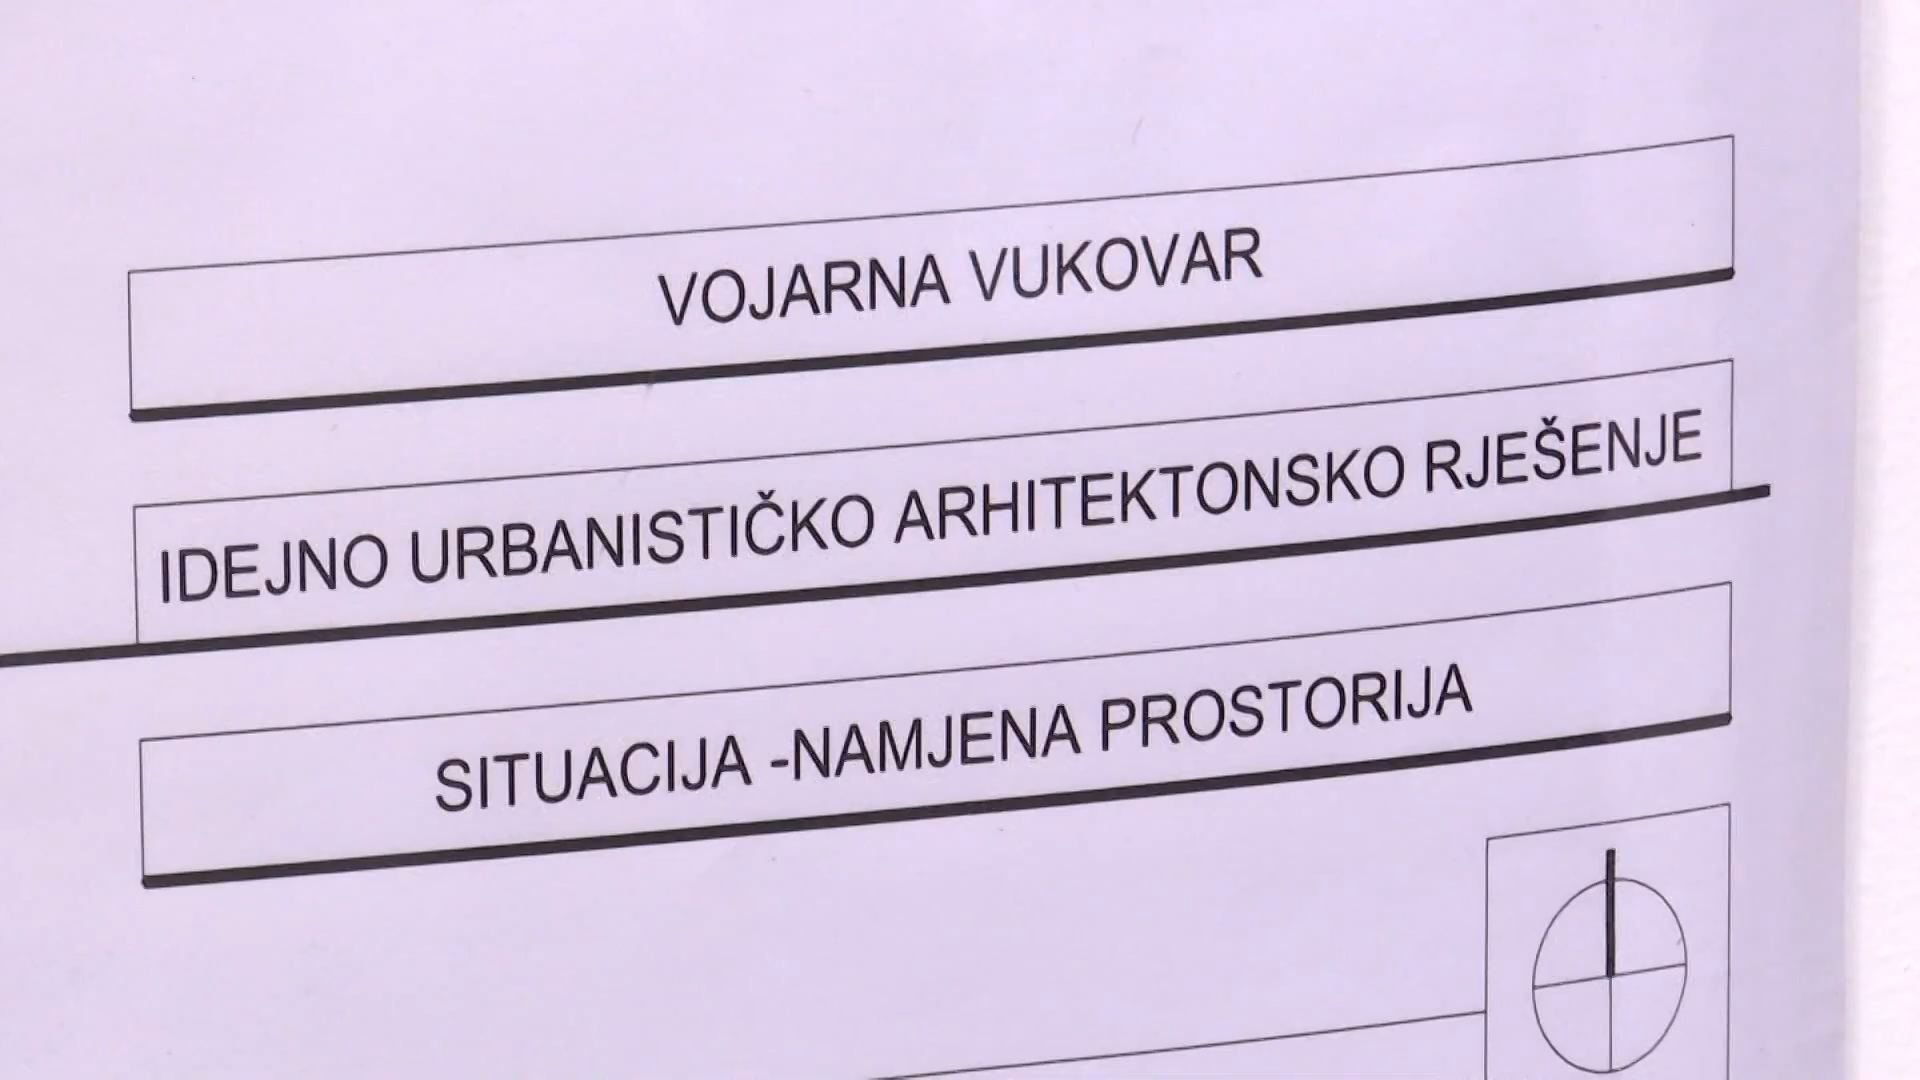 VOJARNA VUKOVAR
IDEJNO URBANISTIČKO ARHITEKTONSKO RJEŠENJE
SITUACIJA -NAMJENA PROSTORIJA